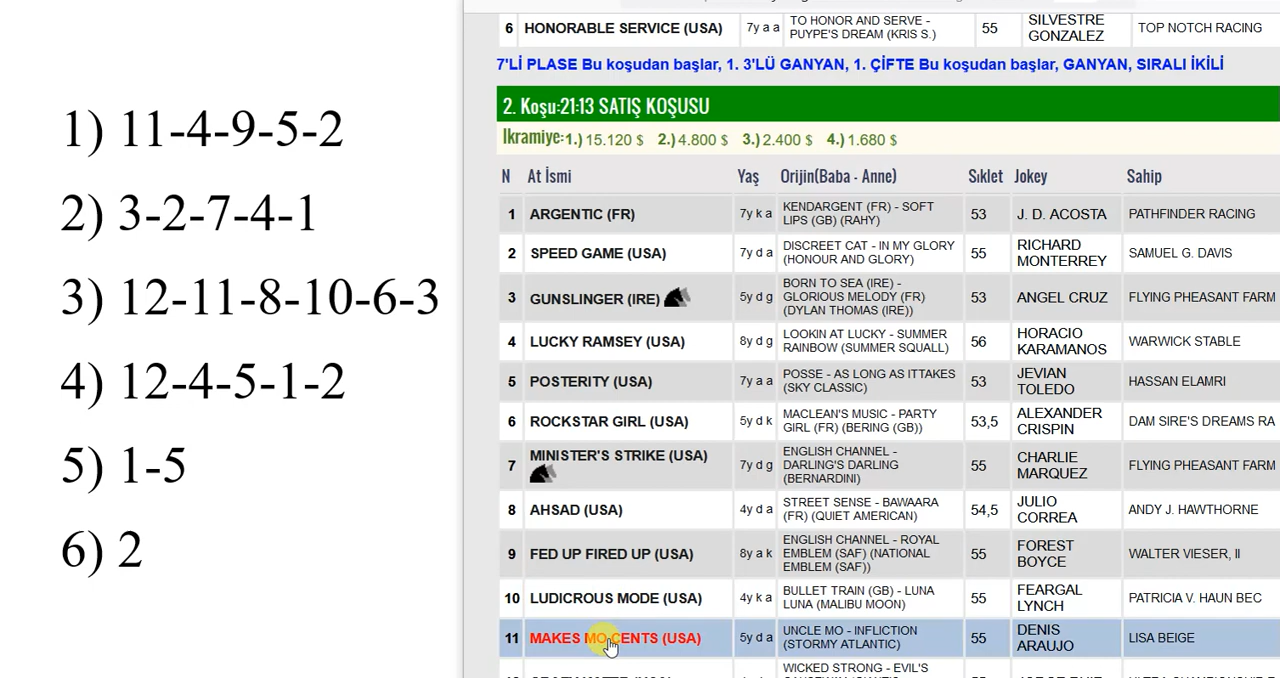 1) 11-4-9-5-2
2) 3-2-7-4-1
3) 12-11-8-10-6-3
4) 12-4-5-1-2
5) 1-5
6) 2
6 HONORABLE SERVICE (USA) 7y a a TO HONOR AND SERVE - PUYPE'S DREAM (KRIS S.) 55 SILVESTRE GONZALEZ TOP NOTCH RACING
7'Lİ PLASE Bu koşudan başlar, 1. 3'LÜ GANYAN, 1. ÇİFTE Bu koşudan başlar, GANYAN, SIRALI İKİLİ
2. Koşu:21:13 SATIŞ KOŞUSU
Ikramiye:1.) 15.120 $ 2.) 4.800 $ 3.) 2.400 $ 4.) 1.680 $
N At İsmi Yaş Orijin(Baba - Anne) Sıklet Jokey Sahip
1 ARGENTIC (FR) 7y k a KENDARGENT (FR) - SOFT LIPS (GB) (RAHY) 53 J. D. ACOSTA PATHFINDER RACING
2 SPEED GAME (USA) 7y d a DISCREET CAT - IN MY GLORY (HONOUR AND GLORY) 55 RICHARD MONTERREY SAMUEL G. DAVIS
3 GUNSLINGER (IRE) 5y d g BORN TO SEA (IRE) - GLORIOUS MELODY (FR) (DYLAN THOMAS (IRE)) 53 ANGEL CRUZ FLYING PHEASANT FARM
4 LUCKY RAMSEY (USA) 8y d g LOOKIN AT LUCKY - SUMMER RAINBOW (SUMMER SQUALL) 56 HORACIO KARAMANOS WARWICK STABLE
5 POSTERITY (USA) 7y a a POSSE - AS LONG AS ITTAKES (SKY CLASSIC) 53 JEVIAN TOLEDO HASSAN ELAMRI
6 ROCKSTAR GIRL (USA) 5y d k MACLEAN'S MUSIC - PARTY GIRL (FR) (BERING (GB)) 53,5 ALEXANDER CRISPIN DAM SIRE'S DREAMS RA
7 MINISTER'S STRIKE (USA) 7y d g ENGLISH CHANNEL - DARLING'S DARLING (BERNARDINI) 55 CHARLIE MARQUEZ FLYING PHEASANT FARM
8 AHSAD (USA) 4y d a STREET SENSE - BAWAARA (FR) (QUIET AMERICAN) 54,5 JULIO CORREA ANDY J. HAWTHORNE
9 FED UP FIRED UP (USA) 8y a k ENGLISH CHANNEL - ROYAL EMBLEM (SAF) (NATIONAL EMBLEM (SAF)) 55 FOREST BOYCE WALTER VIESER, II
10 LUDICROUS MODE (USA) 4y k a BULLET TRAIN (GB) - LUNA LUNA (MALIBU MOON) 55 FEARGAL LYNCH PATRICIA V. HAUN BEC
11 MAKES MO CENTS (USA) 5y d a UNCLE MO - INFLICTION (STORMY ATLANTIC) 55 DENIS ARAUJO LISA BEIGE
WICKED STRONG - EVIL'S